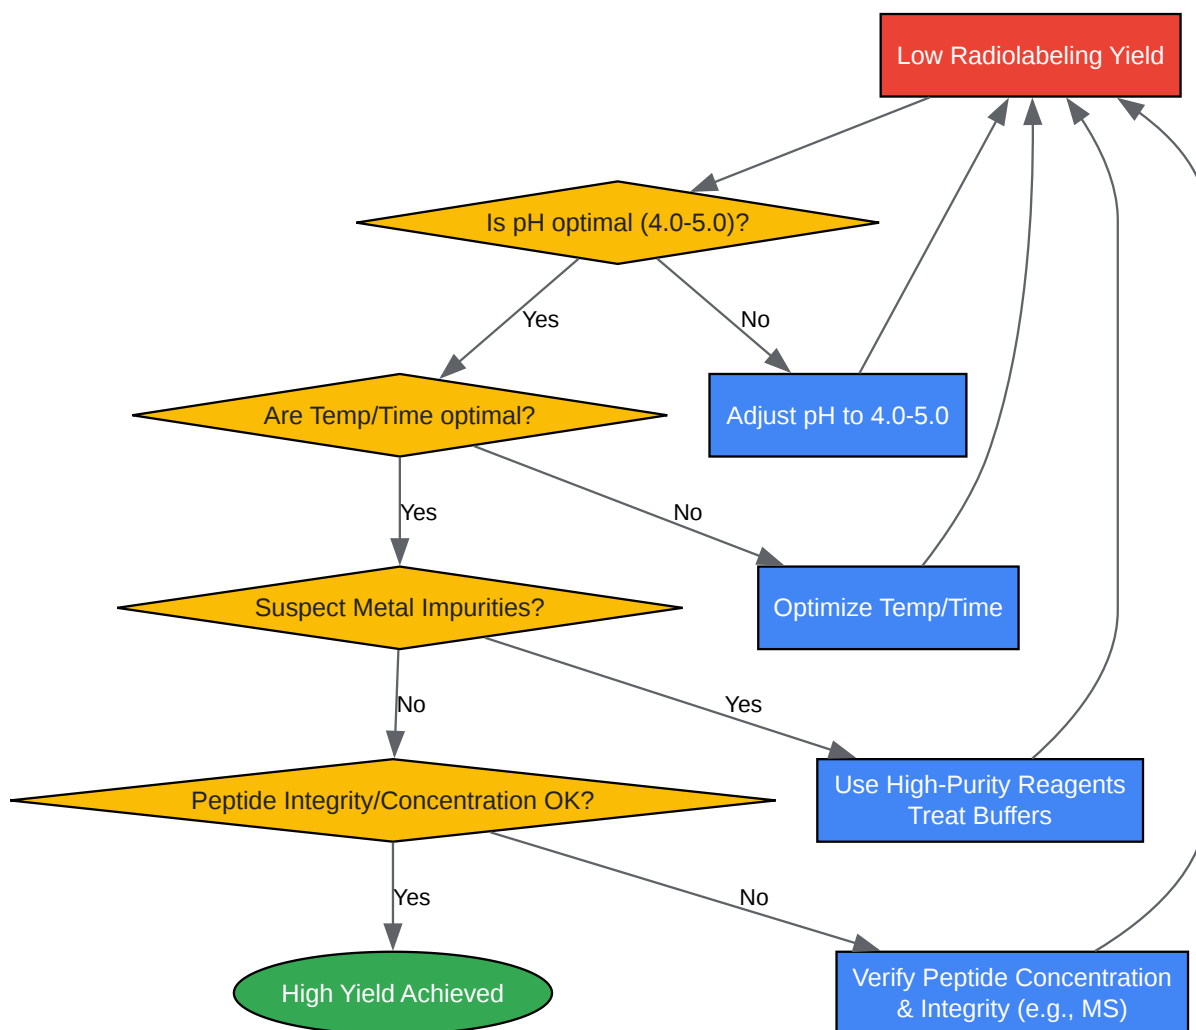 Low Radiolabeling Yield
Is pH optimal (4.0-5.0)?
Yes
No
Are Temp/Time optimal?
Adjust pH to 4.0-5.0
Yes
No
Suspect Metal Impurities?
Optimize Temp/Time
No
Yes
Peptide Integrity/Concentration OK?
Use High-Purity Reagents
Treat Buffers
Yes
No
High Yield Achieved
Verify Peptide Concentration
& Integrity (e.g., MS)